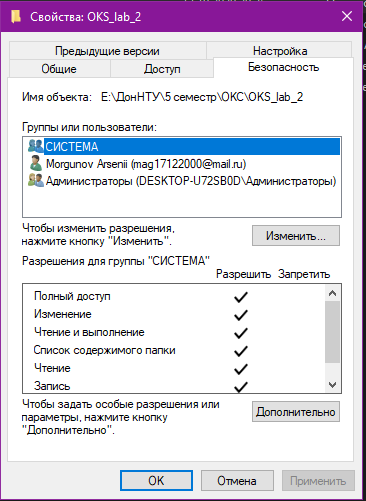 Свойства: OKS_lab_2
Предыдущие версии
Настройка
Общие
Доступ
Безопасность
Имя объекта: E:\ДонНТУ\5 семестр\ОКС\OKS_lab_2
Группы или пользователи:
СИСТЕМА
Morgunov Arsenii (mag17122000@mail.ru)
Администраторы (DESKTOP-U72SB0D\Администраторы)
Чтобы изменить разрешения,
нажмите кнопку "Изменить".
Изменить...
Разрешения для группы "СИСТЕМА"
Разрешить Запретить
Полный доступ
Изменение
Чтение и выполнение
Список содержимого папки
Чтение
Запись
Чтобы задать особые разрешения или
параметры, нажмите кнопку
"Дополнительно".
Дополнительно
OK
Отмена
Применить